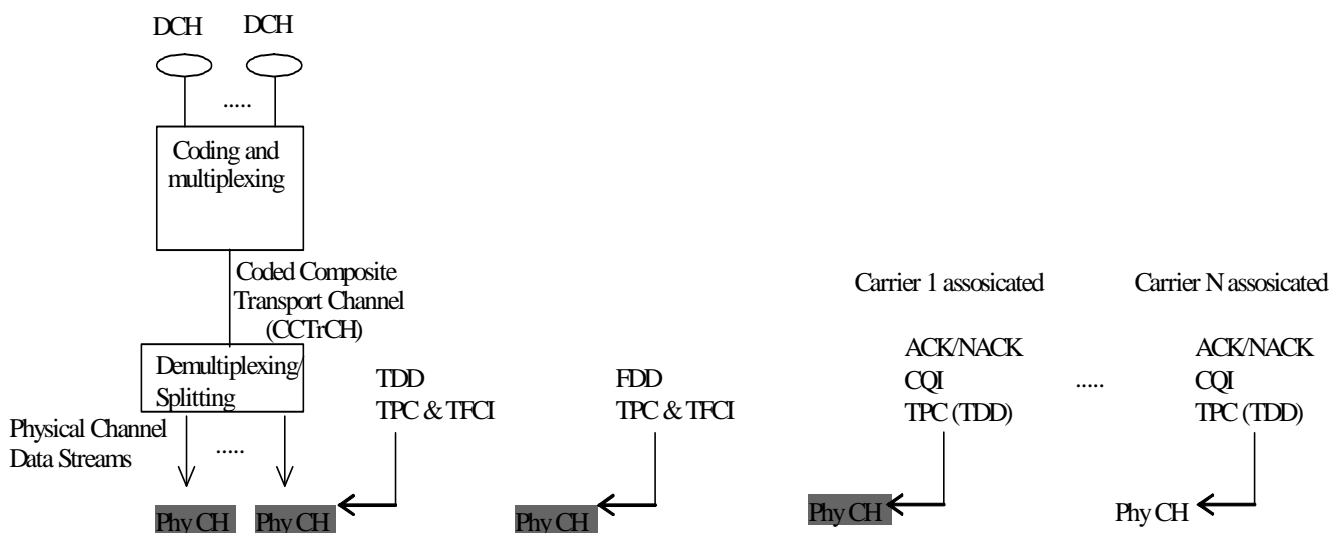 DCH DCH
.....
Coding and
multiplexing
Coded Composite
Transport Channel
(CCTrCH)
Demultiplexing/
Splitting
Physical Channel
Data Streams
.....
Phy CH Phy CH
TDD
TPC & TFCI
FDD
TPC & TFCI
Phy CH
Carrier 1 assosicated
ACK/NACK
CQI
TPC (TDD)
Phy CH
.....
Carrier N assosicated
ACK/NACK
CQI
TPC (TDD)
Phy CH